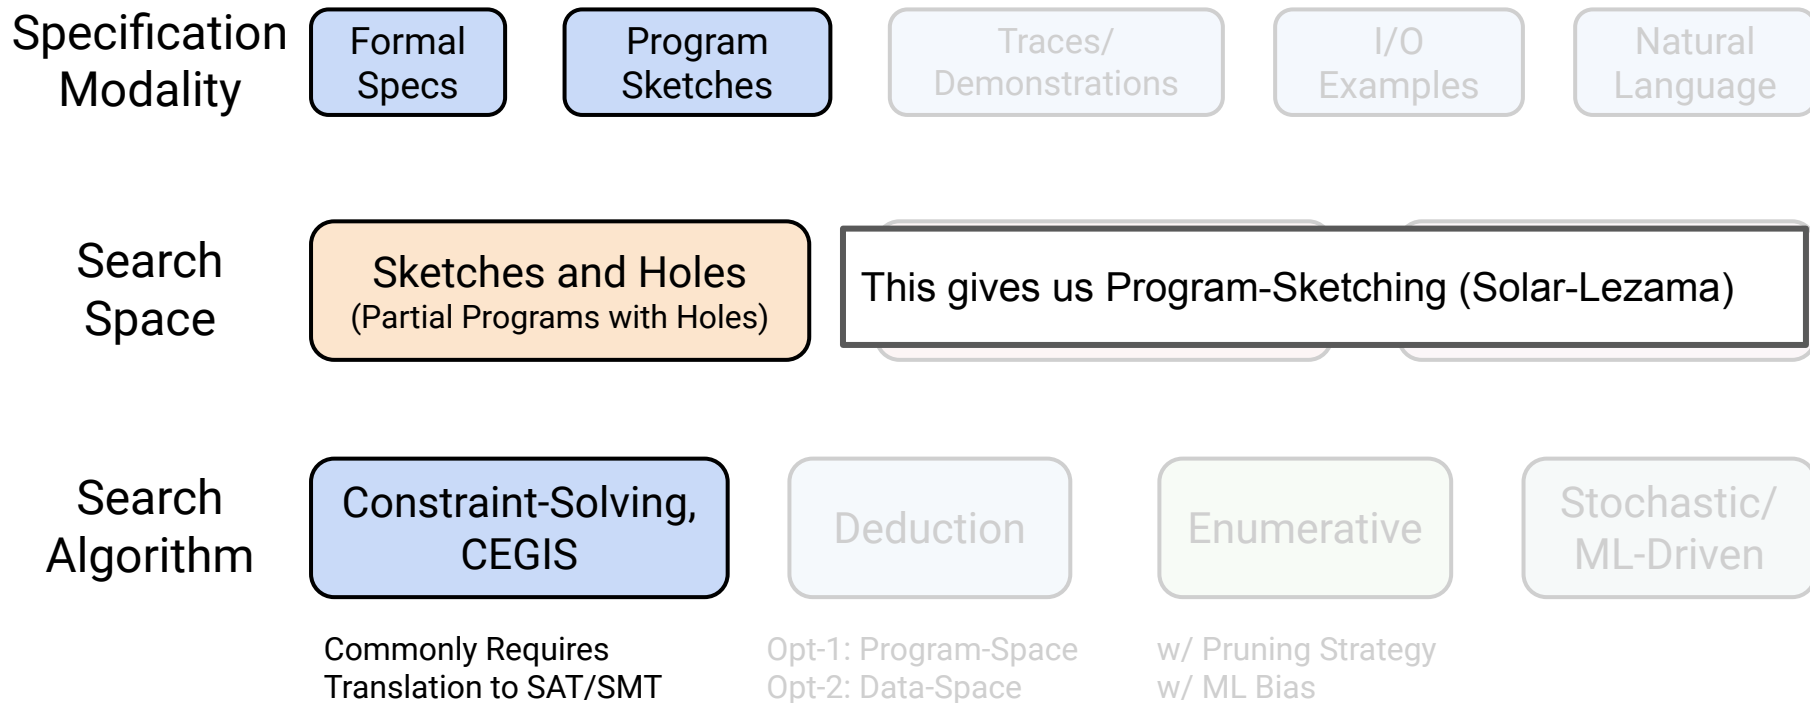 Specification
Modality
Formal
Specs
Program
Sketches
Traces/
Demonstrations
I/O
Examples
Natural
Language
Search
Space
Sketches and Holes
(Partial Programs with Holes)
This gives us Program-Sketching (Solar-Lezama)
Search
Algorithm
Constraint-Solving,
CEGIS
Deduction
Enumerative
Stochastic/
ML-Driven
Commonly Requires
Translation to SAT/SMT
Opt-1: Program-Space
Opt-2: Data-Space
w/ Pruning Strategy
w/ ML Bias